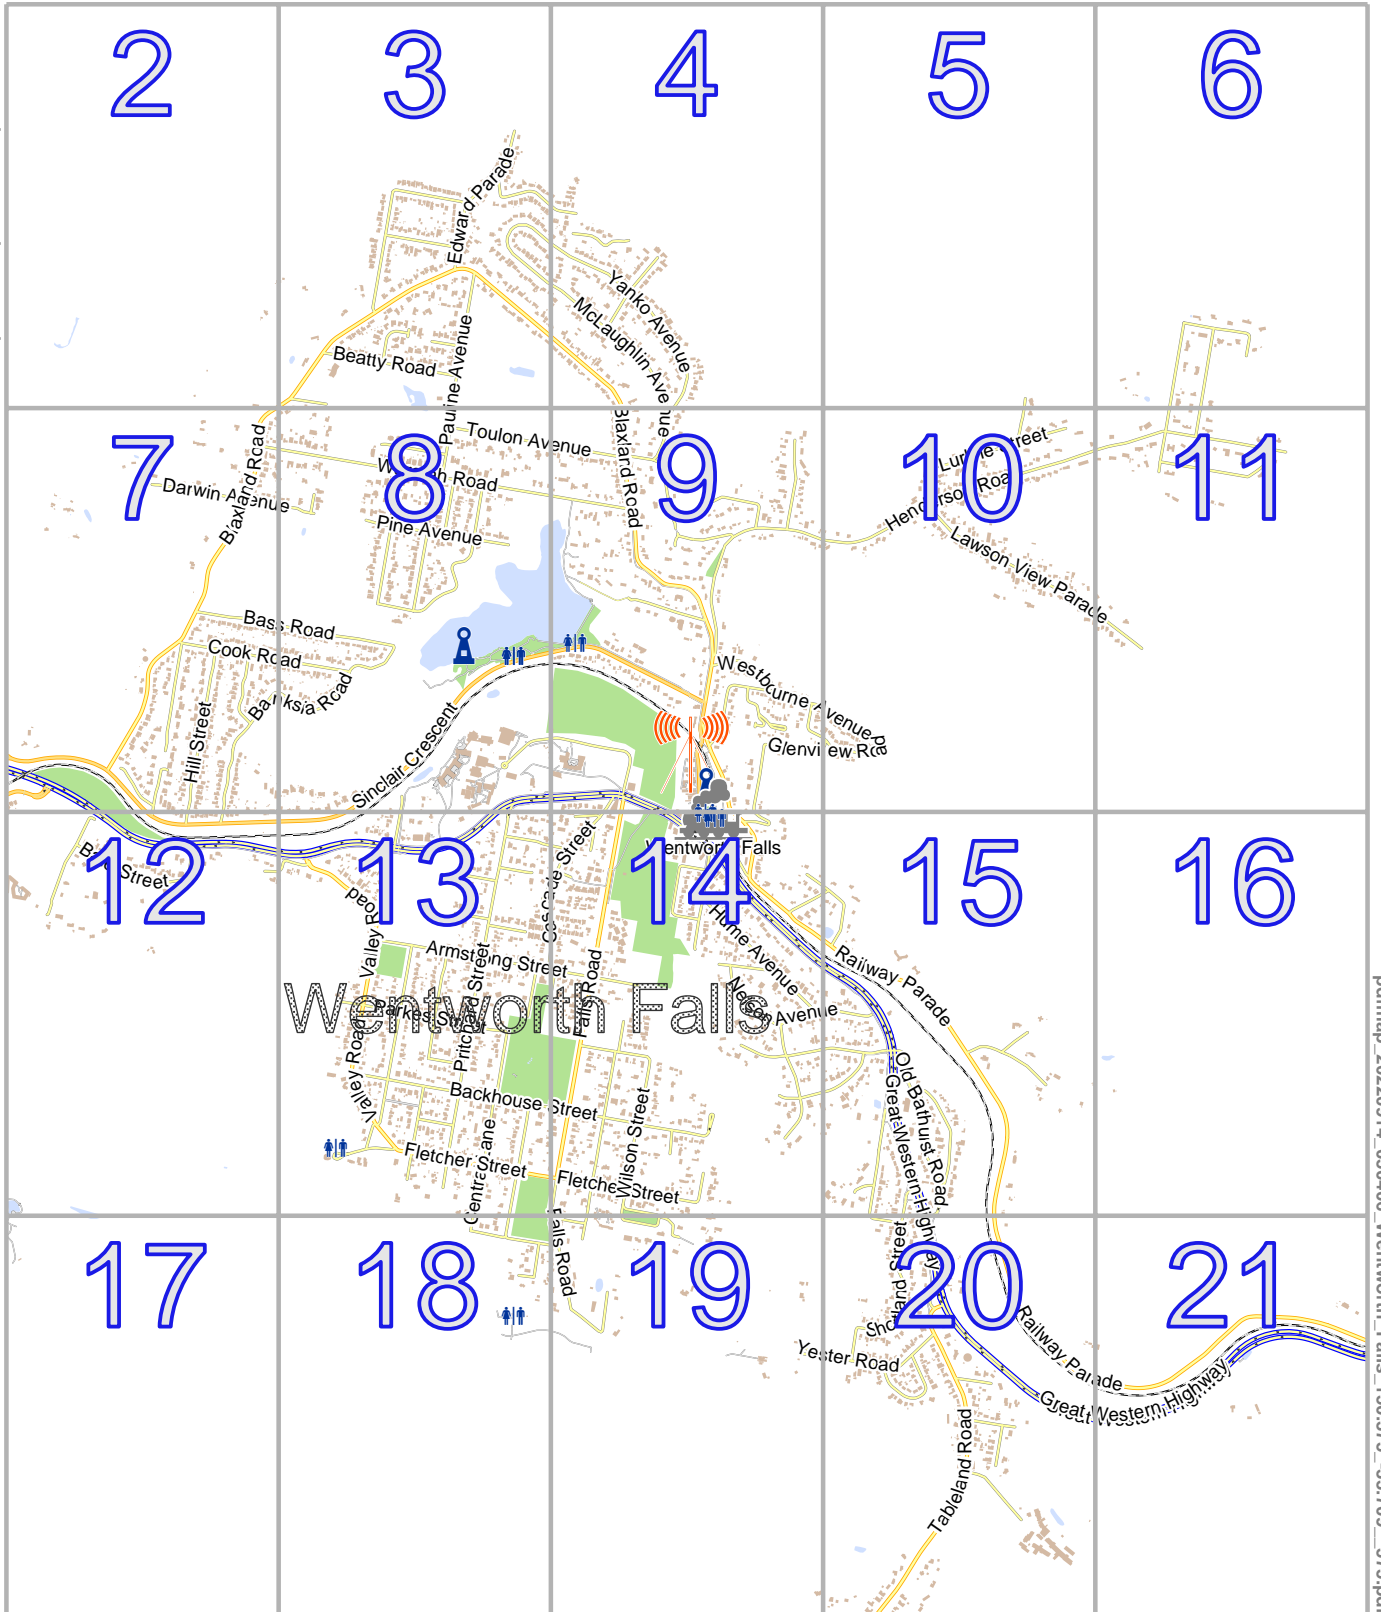 2
3
4
5
6
Edward Parade
Yanko Avenue
McLaughlin Avenue
Beatty Road
Pauline Avenue
7
8
9
10
11
Blaxland Road
Toulon Avenue
Blaxland Road
Darwin Avenue
Road
Pine Avenue
Henderson Road
Street
Lawson View Parade
Bass Road
Cook Road
Banksia Road
Hill Street
Westbourne Avenue
Glenview Road
Sinclair Crescent
12
13
14
15
16
Street
Wentworth Falls
Cascade Street
Valley Road
Armstrong Street
Pritchard Street
Falls Road
Hume Avenue
Nelson Avenue
Railway Parade
Wentworth Falls
Parkes Street
Valley Road
Old Bathurst Road
Great Western Highway
Backhouse Street
Wilson Street
Central Lane
Fletcher Street
Fletcher Street
17
18
19
20
21
Falls Road
Street
Yester Road
Railway Parade
Great Western Highway
Tableland Road